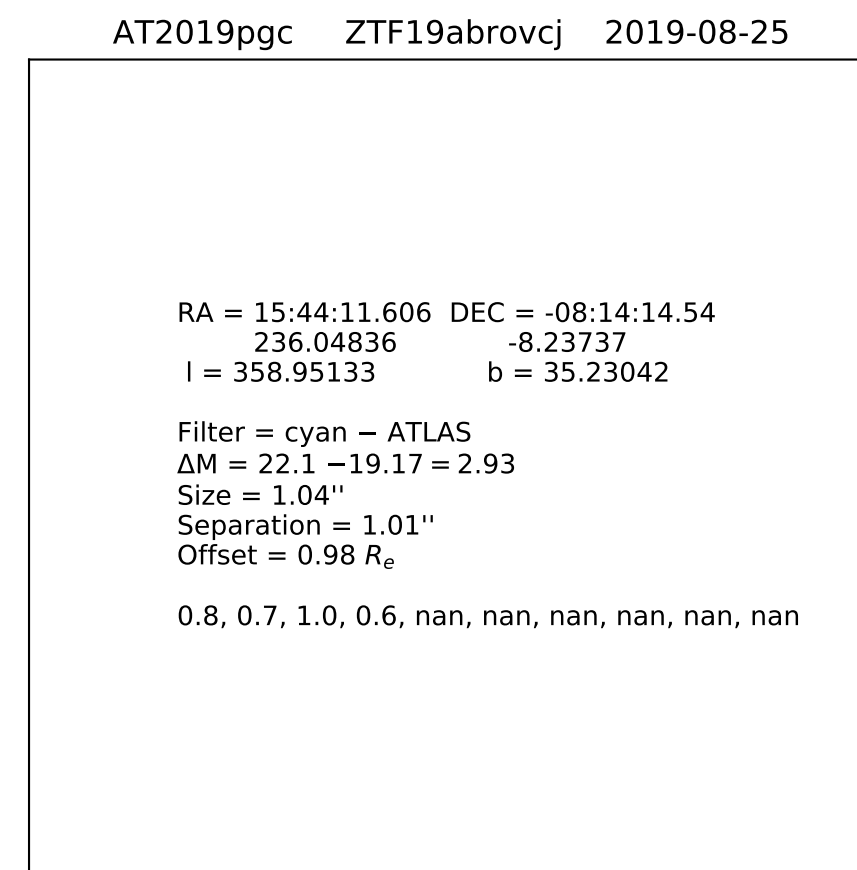 AT2019pgc ZTF19abrovcj 2019-08-25
RA = 15:44:11.606 DEC = -08:14:14.54
236.04836 -8.23737
l = 358.95133 b = 35.23042
Filter = cyan − ATLAS
ΔM = 22.1 −19.17 = 2.93
Size = 1.04''
Separation = 1.01''
Offset = 0.98 Re
0.8, 0.7, 1.0, 0.6, nan, nan, nan, nan, nan, nan